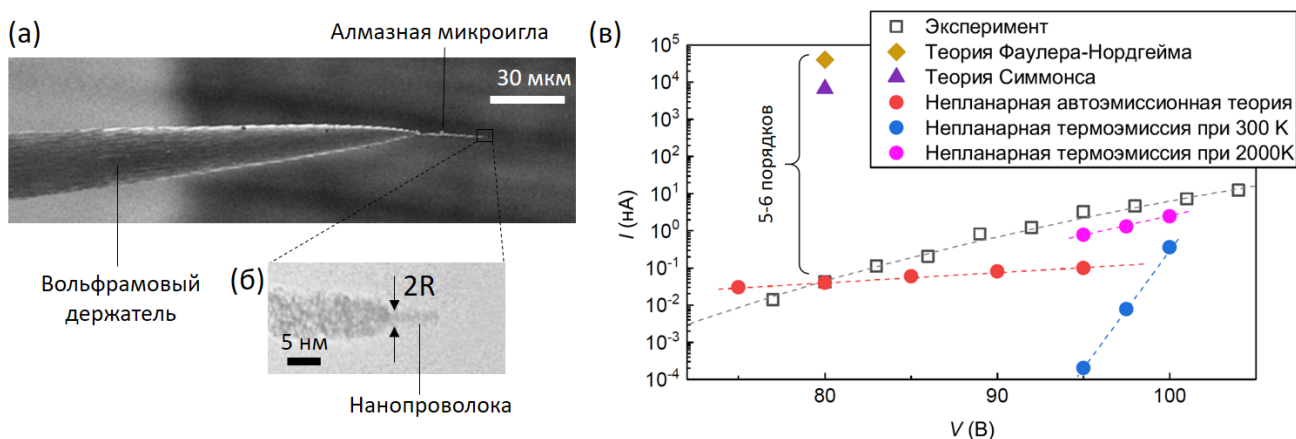 (а)
Алмазная микроигла
30 мкм
Вольфрамовый
держатель
(б)
2R
5 нм
Нанопроволока
(в)
Эксперимент
Теория Фаулера-Нордгейма
Теория Симмонса
Непланарная автоэмиссионная теория
Непланарная термоэмиссия при 300 K
Непланарная термоэмиссия при 2000K
5-6 порядков
I (нА)
10⁵
10⁴
10³
10²
10¹
10⁰
10⁻¹
10⁻²
10⁻³
10⁻⁴
80
90
100
V (В)